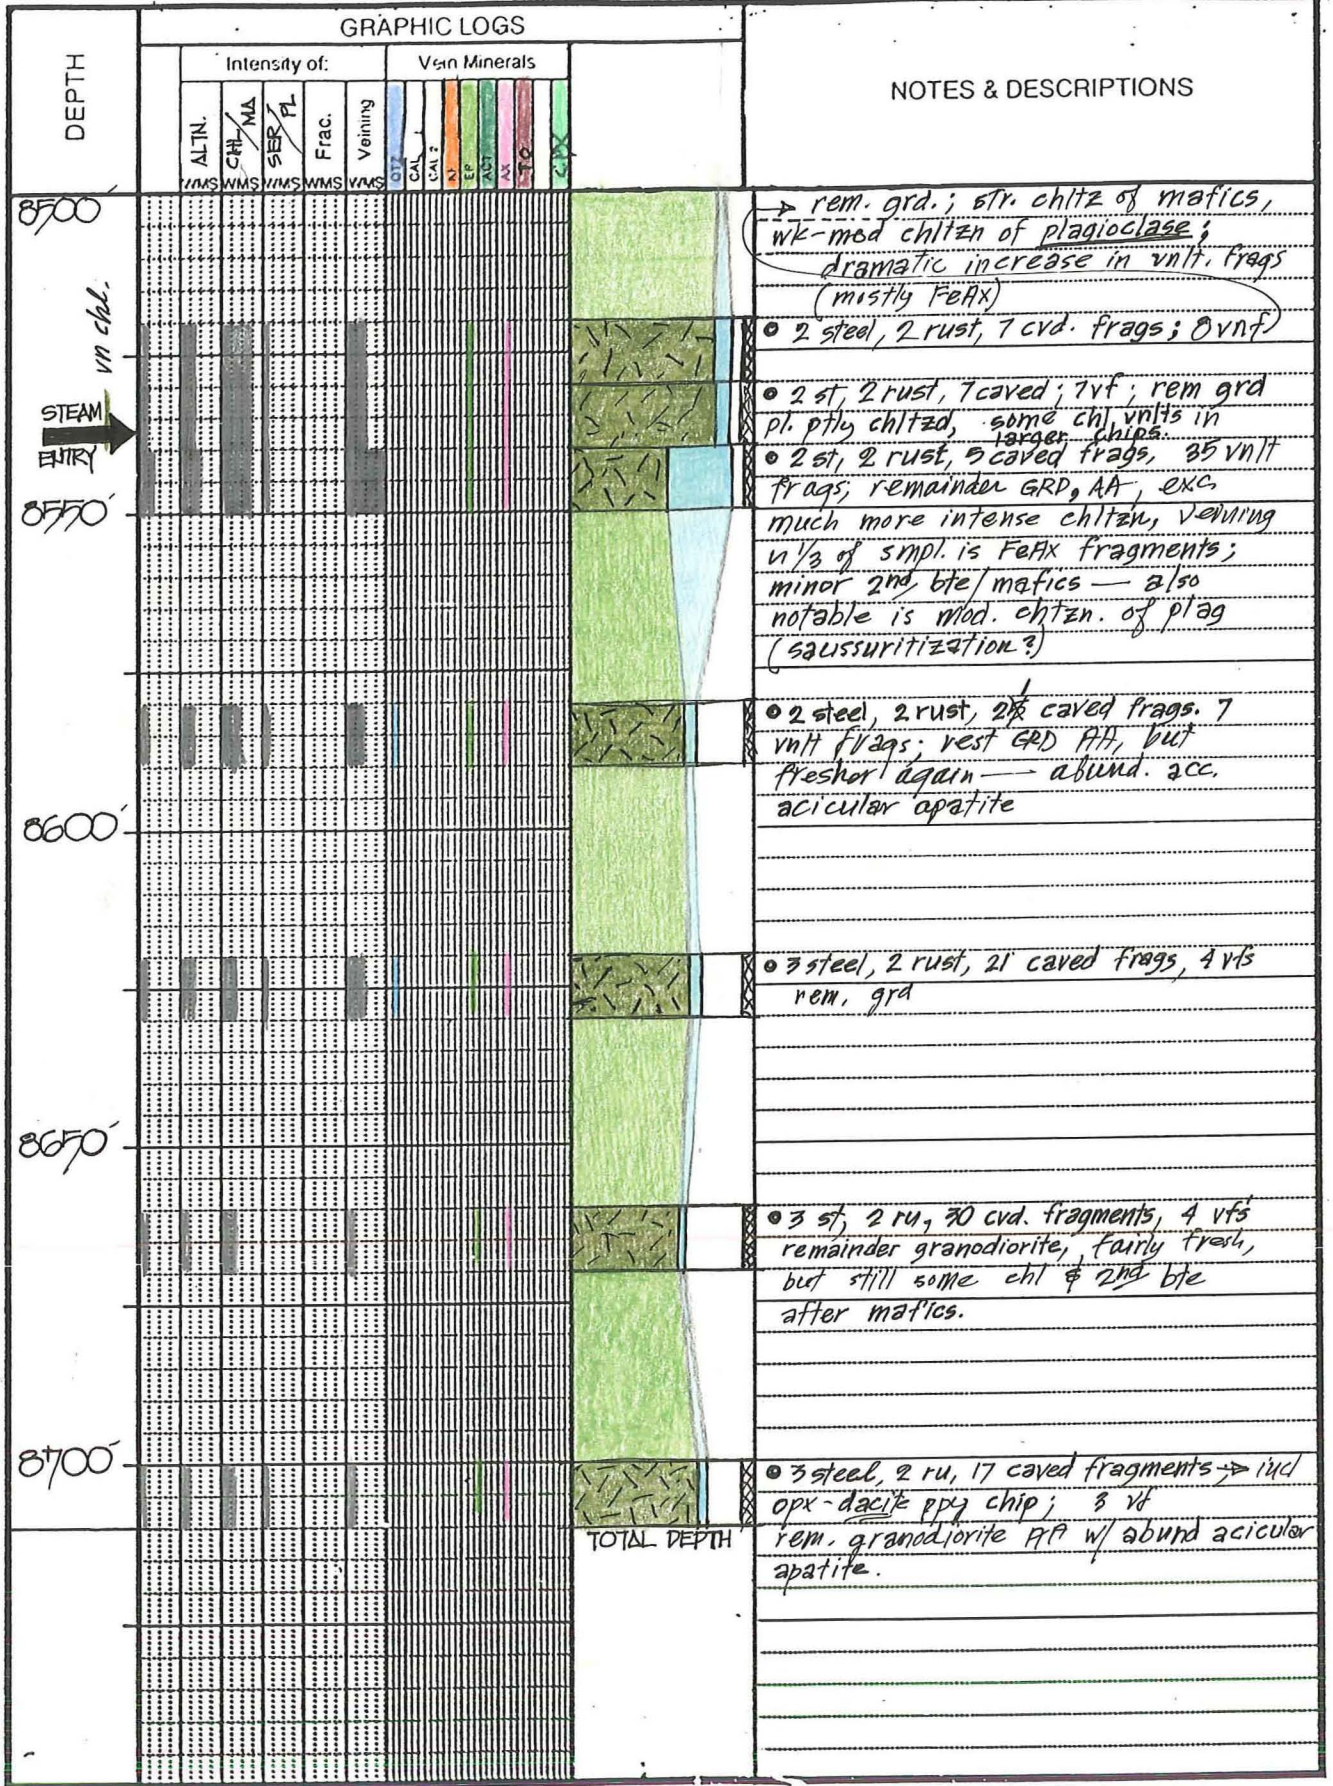 GRAPHIC LOGS
DEPTH
Intensity of:
Vein Minerals
NOTES & DESCRIPTIONS
ALTN.
CHL/MA
SER/PL
Frac.
Veining
QTZ
CAL
CAL?
EP
ACT
AX
TO
CPX
WMS WMS WMS WMS WMS
8500'
→ rem. grd.; str. chltz of mafics,
wk-mod chltzn of plagioclase;
dramatic increase in vnlt. frags
(mostly FeAx)
vn chl.
• 2 steel, 2 rust, 7 cvd. frags; 8 vnf
STEAM
ENTRY
• 2 st, 2 rust, 7 caved; 7 vf; rem grd
pl. ptly chltzd, some chl vnlts in
larger chips.
• 2 st, 2 rust, 5 caved frags, 35 vnlt
frags; remainder GRD, AA, exc
8550'
much more intense chltzn, veining
~1/3 of smpl. is FeAx fragments;
minor 2nd bte/mafics — also
notable is mod. chtzn. of plag
(saussuritization?)
• 2 steel, 2 rust, 21 caved frags. 7
vnlt frags; rest GRD AA, but
fresher again — abund. acc.
acicular apatite
8600'
• 3 steel, 2 rust, 21 caved frags, 4 vfs
rem. grd
8650'
• 3 st, 2 ru, 30 cvd. fragments, 4 vfs
remainder granodiorite, fairly fresh,
but still some chl & 2nd bte
after mafics.
8700'
• 3 steel, 2 ru, 17 caved fragments → incl
opx-dacite ppy chip; 3 vf
TOTAL DEPTH
rem. granodiorite AA w/ abund acicular
apatite.